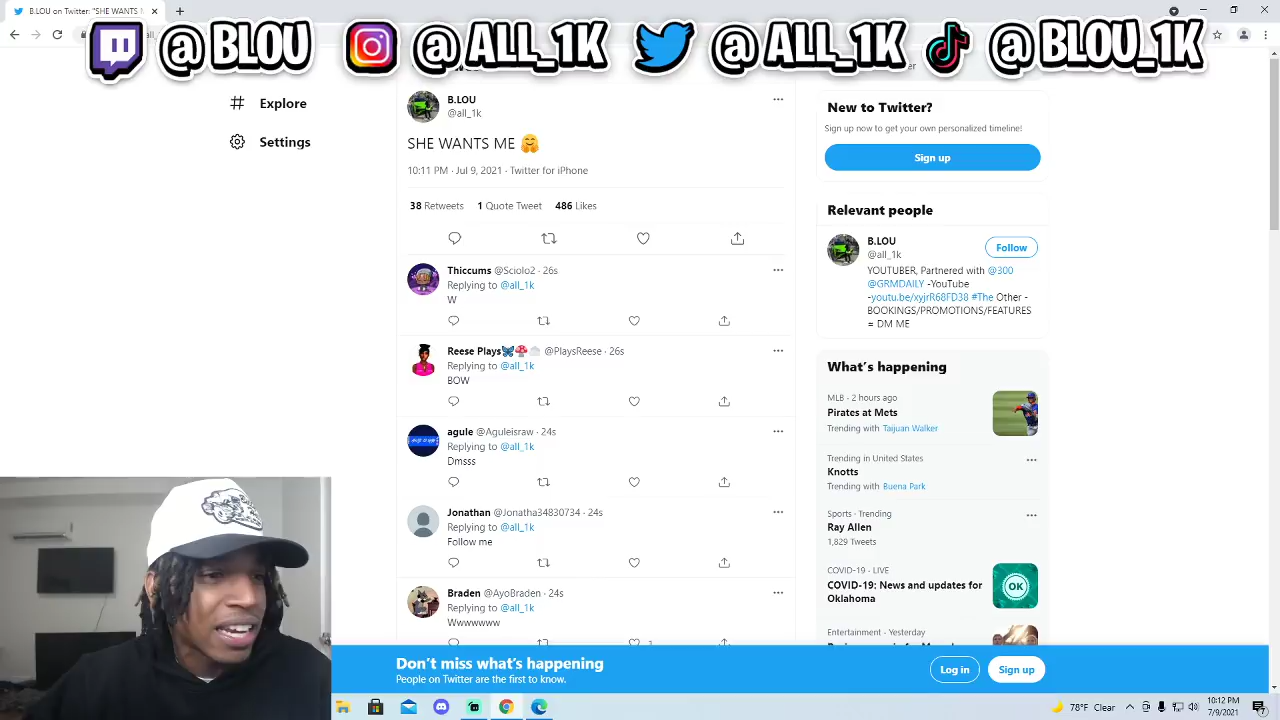 B.LOU on Twitter: "SHE WANTS M
@ BLOU
@ ALL_1K
@ ALL_1K
@ BLOU_1K
Explore
Settings
B.LOU
@all_1k
SHE WANTS ME 🤗
10:11 PM · Jul 9, 2021 · Twitter for iPhone
38 Retweets 1 Quote Tweet 486 Likes
Thiccums @Sciolo2 · 26s
Replying to @all_1k
W
Reese Plays🦋🍄☁️ @PlaysReese · 26s
Replying to @all_1k
BOW
agule @Aguleisraw · 24s
Replying to @all_1k
Dmsss
Jonathan @Jonatha34830734 · 24s
Replying to @all_1k
Follow me
Braden @AyoBraden · 24s
Replying to @all_1k
Wwwwwww
1
New to Twitter?
Sign up now to get your own personalized timeline!
Sign up
Relevant people
B.LOU
@all_1k
Follow
YOUTUBER, Partnered with @300
@GRMDAILY -YouTube
-youtu.be/xyjrR68FD38 #The Other -
BOOKINGS/PROMOTIONS/FEATURES
= DM ME
What's happening
MLB · 2 hours ago
Pirates at Mets
Trending with Taijuan Walker
Trending in United States
Knotts
Trending with Buena Park
Sports · Trending
Ray Allen
1,829 Tweets
COVID-19 · LIVE
COVID-19: News and updates for
Oklahoma
OK
Entertainment · Yesterday
Don't miss what's happening
People on Twitter are the first to know.
Log in
Sign up
78°F Clear
10:12 PM
7/9/2021